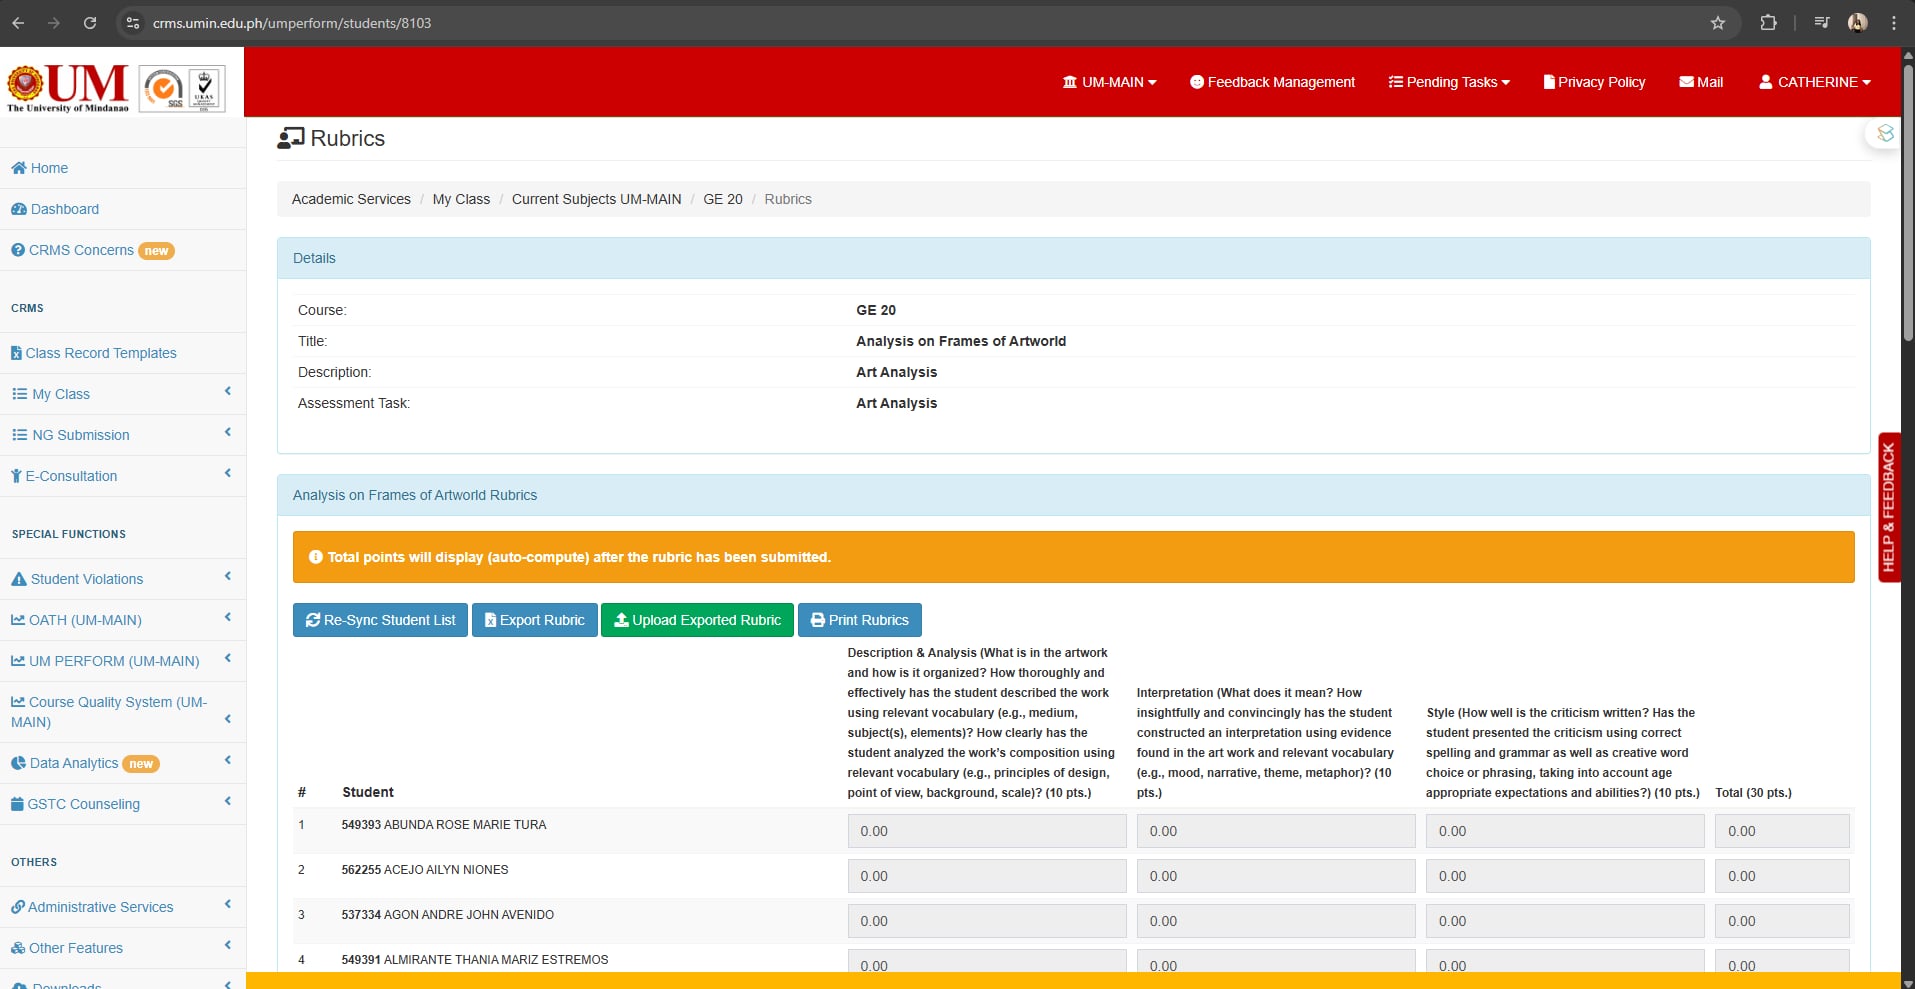 crms.umin.edu.ph/umperform/students/8103
UM
The University of Mindanao
SGS
UKAS
UM-MAIN
Feedback Management
Pending Tasks
Privacy Policy
Mail
CATHERINE
Home
Dashboard
CRMS Concerns new
CRMS
Class Record Templates
My Class
NG Submission
E-Consultation
SPECIAL FUNCTIONS
Student Violations
OATH (UM-MAIN)
UM PERFORM (UM-MAIN)
Course Quality System (UM-
MAIN)
Data Analytics new
GSTC Counseling
OTHERS
Administrative Services
Other Features
Downloads
Rubrics
Academic Services / My Class / Current Subjects UM-MAIN / GE 20 / Rubrics
Details
Course: GE 20
Title: Analysis on Frames of Artworld
Description: Art Analysis
Assessment Task: Art Analysis
Analysis on Frames of Artworld Rubrics
Total points will display (auto-compute) after the rubric has been submitted.
Re-Sync Student List
Export Rubric
Upload Exported Rubric
Print Rubrics
#
Student
Description & Analysis (What is in the artwork
and how is it organized? How thoroughly and
effectively has the student described the work
using relevant vocabulary (e.g., medium,
subject(s), elements)? How clearly has the
student analyzed the work's composition using
relevant vocabulary (e.g., principles of design,
point of view, background, scale)? (10 pts.)
Interpretation (What does it mean? How
insightfully and convincingly has the student
constructed an interpretation using evidence
found in the art work and relevant vocabulary
(e.g., mood, narrative, theme, metaphor)? (10
pts.)
Style (How well is the criticism written? Has the
student presented the criticism using correct
spelling and grammar as well as creative word
choice or phrasing, taking into account age
appropriate expectations and abilities?) (10 pts.)
Total (30 pts.)
1 549393 ABUNDA ROSE MARIE TURA 0.00 0.00 0.00 0.00
2 562255 ACEJO AILYN NIONES 0.00 0.00 0.00 0.00
3 537334 AGON ANDRE JOHN AVENIDO 0.00 0.00 0.00 0.00
4 549391 ALMIRANTE THANIA MARIZ ESTREMOS 0.00 0.00 0.00 0.00
HELP & FEEDBACK